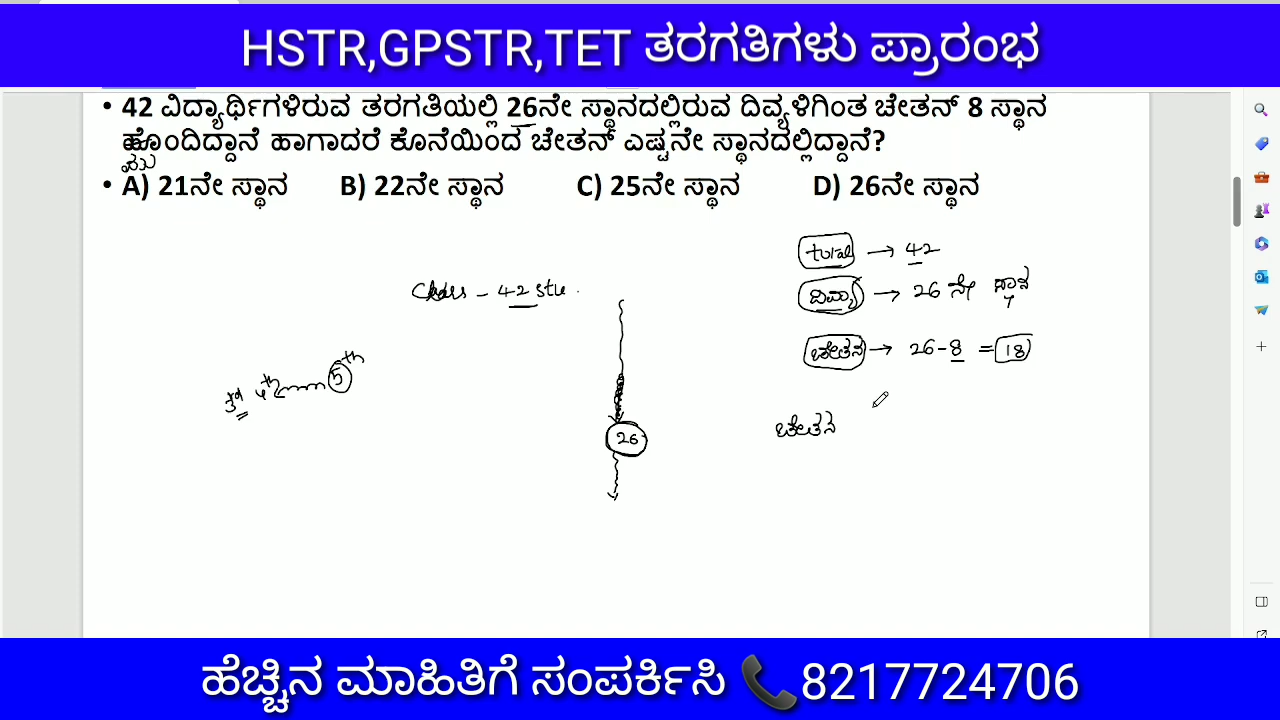 HSTR,GPSTR,TET ತರಗತಿಗಳು ಪ್ರಾರಂಭ
• 42 ವಿದ್ಯಾರ್ಥಿಗಳಿರುವ ತರಗತಿಯಲ್ಲಿ 26ನೇ ಸ್ಥಾನದಲ್ಲಿರುವ ದಿವ್ಯಳಿಗಿಂತ ಚೇತನ್ 8 ಸ್ಥಾನ
ಹೊಂದಿದ್ದಾನೆ ಹಾಗಾದರೆ ಕೊನೆಯಿಂದ ಚೇತನ್ ಎಷ್ಟನೇ ಸ್ಥಾನದಲ್ಲಿದ್ದಾನೆ?
• A) 21ನೇ ಸ್ಥಾನ B) 22ನೇ ಸ್ಥಾನ C) 25ನೇ ಸ್ಥಾನ D) 26ನೇ ಸ್ಥಾನ
total → 42
class - 42 stu.
ದಿವ್ಯಾ → 26 ನೇ ಸ್ಥಾನ
ಚೇತನ → 26-8 = 18
3rd 4th 5th
26
ಚೇತನ
ಹೆಚ್ಚಿನ ಮಾಹಿತಿಗೆ ಸಂಪರ್ಕಿಸಿ 📞8217724706